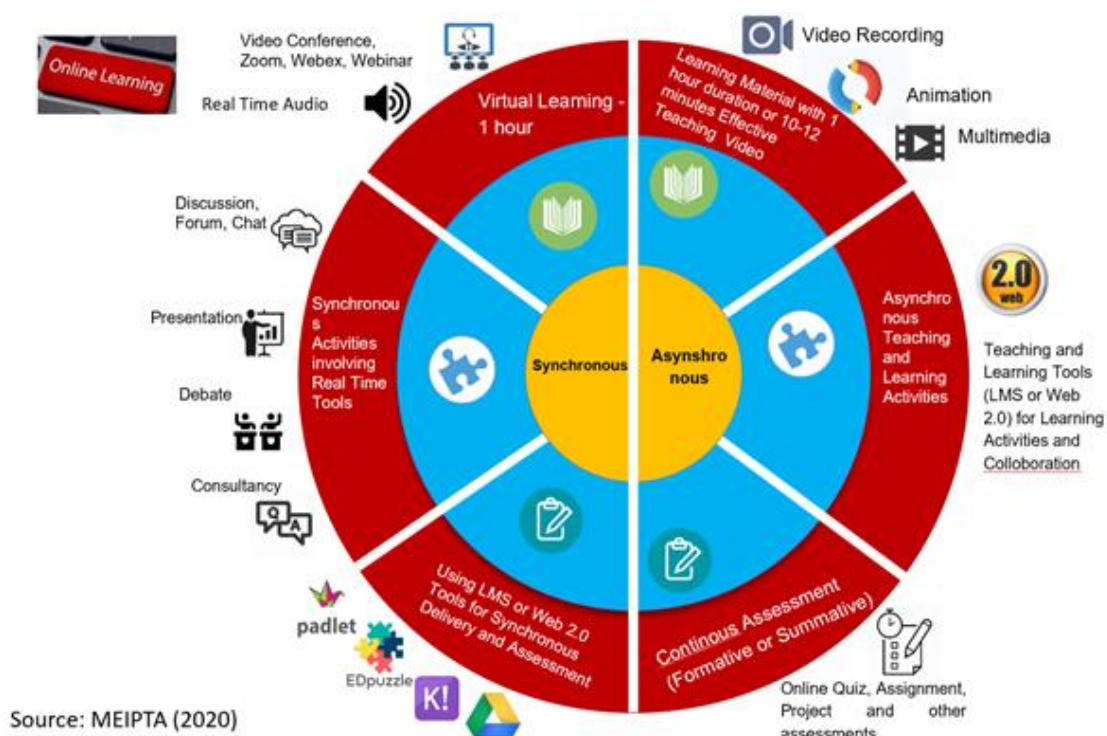 Online Learning
Video Conference,
Zoom, Webex, Webinar
Real Time Audio
Virtual Learning -
1 hour
Discussion,
Forum, Chat
Presentation
Debate
Consultancy
Q
A
Synchronou
s
Activities
involving
Real Time
Tools
Using LMS or Web 2.0
Tools for Synchronous
Delivery and Assessment
padlet
EDpuzzle
K!
Synchronous
Asynshro
nous
Learning Material with 1
hour duration or 10-12
minutes Effective
Teaching Video
Video Recording
Animation
Multimedia
Asynchro
nous
Teaching
and
Learning
Activities
2.0
web
Teaching and
Learning Tools
(LMS or Web
2.0) for Learning
Activities and
Colloboration
Continous Assessment
(Formative or Summative)
Online Quiz, Assignment,
Project and other
assessments
Source: MEIPTA (2020)